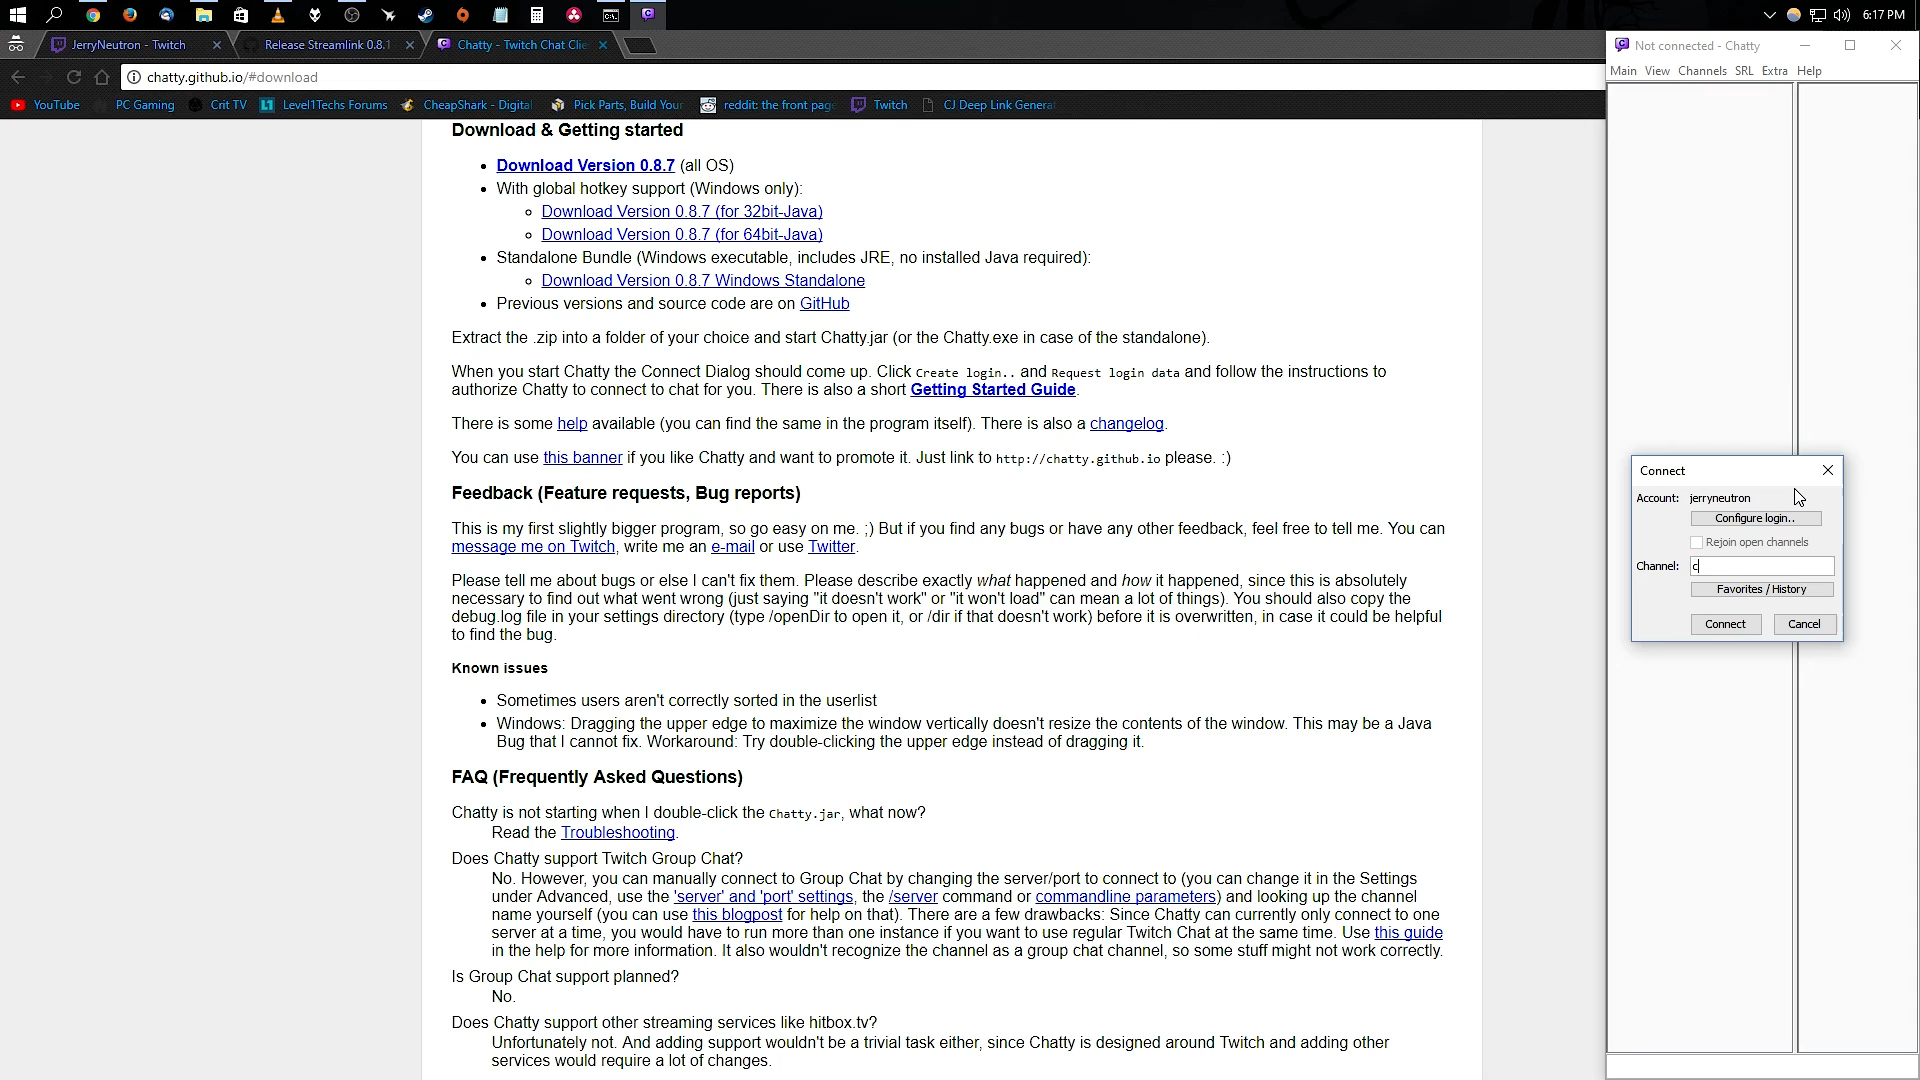 6:17 PM
JerryNeutron - Twitch
Release Streamlink 0.8.1
Chatty - Twitch Chat Clie
Not connected - Chatty
chatty.github.io/#download
Main View Channels SRL Extra Help
YouTube PC Gaming Crit TV Level1Techs Forums CheapShark - Digital Pick Parts, Build Your reddit: the front page Twitch CJ Deep Link Genera
Download & Getting started
• Download Version 0.8.7 (all OS)
• With global hotkey support (Windows only):
Download Version 0.8.7 (for 32bit-Java)
Download Version 0.8.7 (for 64bit-Java)
• Standalone Bundle (Windows executable, includes JRE, no installed Java required):
Download Version 0.8.7 Windows Standalone
• Previous versions and source code are on GitHub
Extract the .zip into a folder of your choice and start Chatty.jar (or the Chatty.exe in case of the standalone).
When you start Chatty the Connect Dialog should come up. Click Create login.. and Request login data and follow the instructions to
authorize Chatty to connect to chat for you. There is also a short Getting Started Guide.
There is some help available (you can find the same in the program itself). There is also a changelog.
You can use this banner if you like Chatty and want to promote it. Just link to http://chatty.github.io please. :)
Feedback (Feature requests, Bug reports)
This is my first slightly bigger program, so go easy on me. ;) But if you find any bugs or have any other feedback, feel free to tell me. You can
message me on Twitch, write me an e-mail or use Twitter.
Please tell me about bugs or else I can't fix them. Please describe exactly what happened and how it happened, since this is absolutely
necessary to find out what went wrong (just saying "it doesn't work" or "it won't load" can mean a lot of things). You should also copy the
debug.log file in your settings directory (type /openDir to open it, or /dir if that doesn't work) before it is overwritten, in case it could be helpful
to find the bug.
Known issues
• Sometimes users aren't correctly sorted in the userlist
• Windows: Dragging the upper edge to maximize the window vertically doesn't resize the contents of the window. This may be a Java
Bug that I cannot fix. Workaround: Try double-clicking the upper edge instead of dragging it.
FAQ (Frequently Asked Questions)
Chatty is not starting when I double-click the Chatty.jar, what now?
Read the Troubleshooting.
Does Chatty support Twitch Group Chat?
No. However, you can manually connect to Group Chat by changing the server/port to connect to (you can change it in the Settings
under Advanced, use the 'server' and 'port' settings, the /server command or commandline parameters) and looking up the channel
name yourself (you can use this blogpost for help on that). There are a few drawbacks: Since Chatty can currently only connect to one
server at a time, you would have to run more than one instance if you want to use regular Twitch Chat at the same time. Use this guide
in the help for more information. It also wouldn't recognize the channel as a group chat channel, so some stuff might not work correctly.
Is Group Chat support planned?
No.
Does Chatty support other streaming services like hitbox.tv?
Unfortunately not. And adding support wouldn't be a trivial task either, since Chatty is designed around Twitch and adding other
services would require a lot of changes.
Connect
Account: jerryneutron
Configure login..
Rejoin open channels
Channel: c
Favorites / History
Connect Cancel